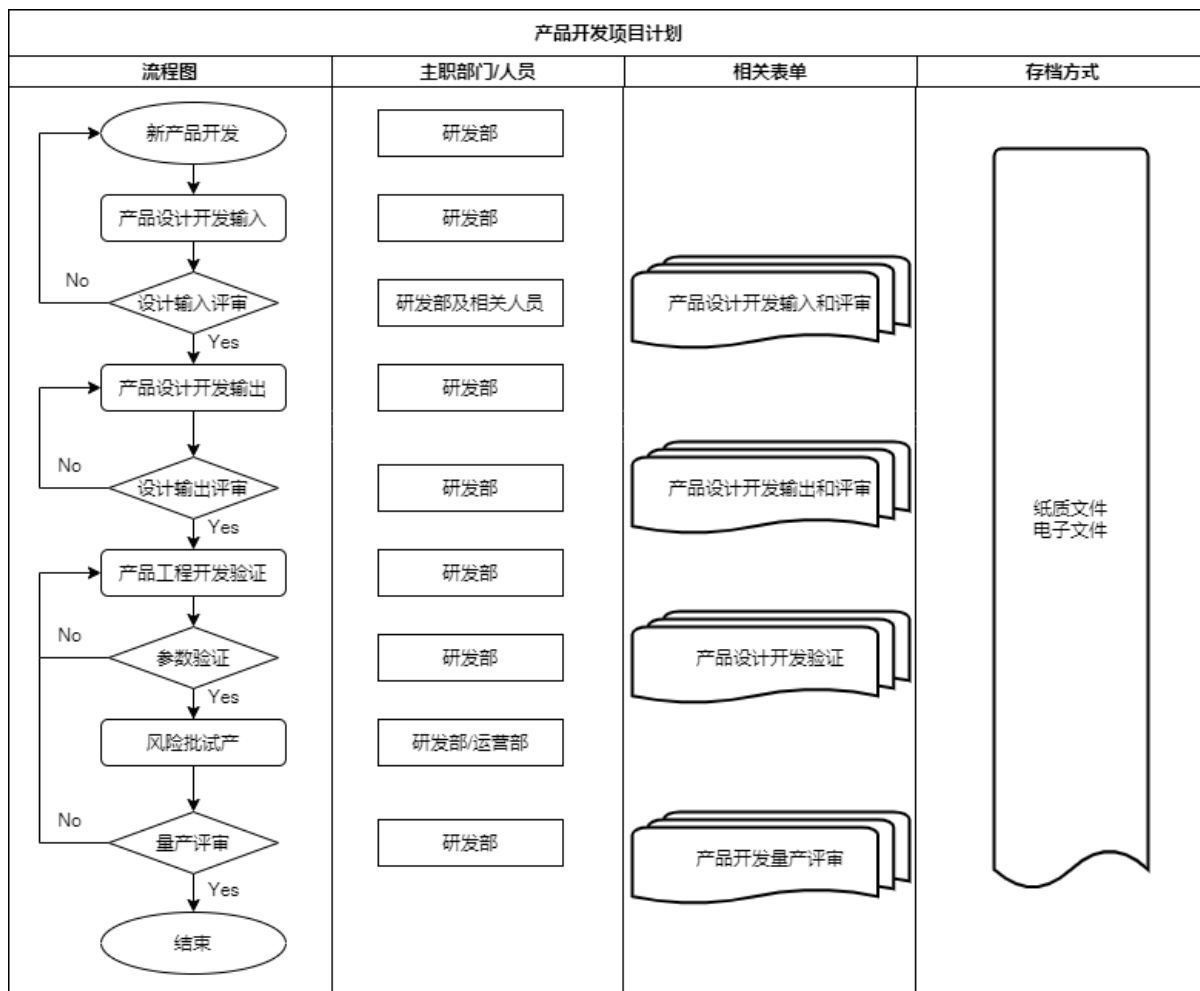 产品开发项目计划
流程图
主职部门/人员
相关表单
存档方式
新产品开发
研发部
产品设计开发输入
研发部
No
设计输入评审
研发部及相关人员
产品设计开发输入和评审
Yes
产品设计开发输出
研发部
No
设计输出评审
研发部
产品设计开发输出和评审
纸质文件
电子文件
Yes
产品工程开发验证
研发部
No
参数验证
研发部
产品设计开发验证
Yes
风险批试产
研发部/运营部
No
量产评审
研发部
产品开发量产评审
Yes
结束